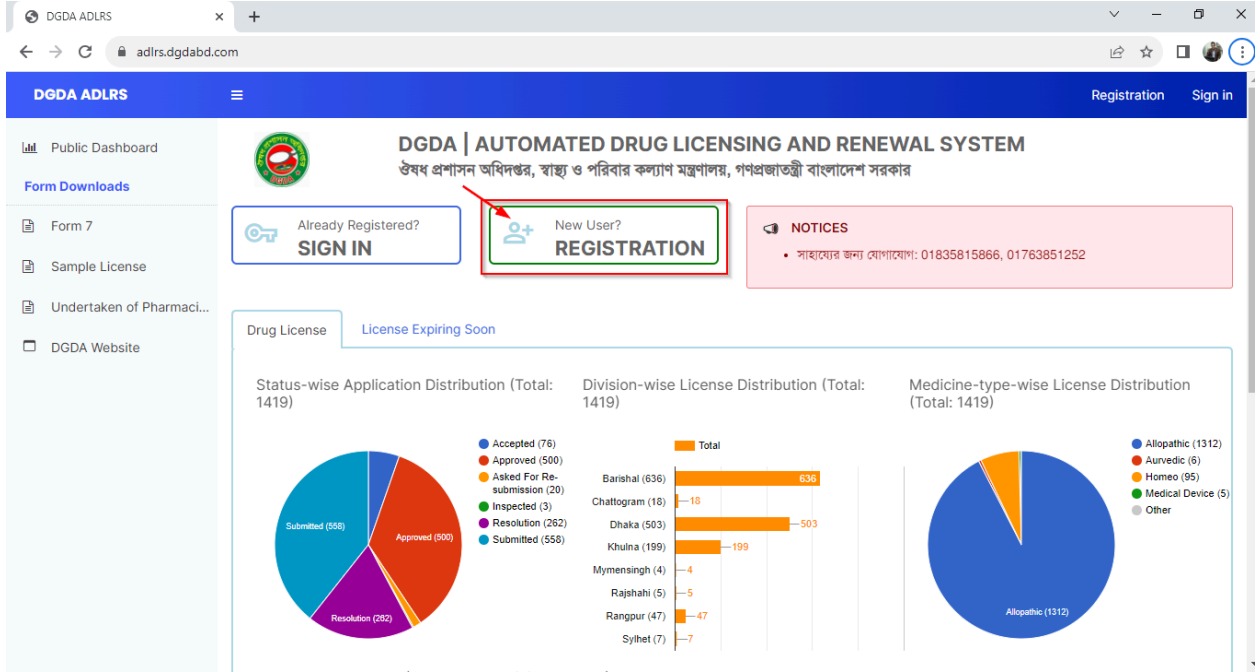 DGDA ADLRS
adlrs.dgdabd.com
DGDA ADLRS
Registration Sign in
Public Dashboard
Form Downloads
Form 7
Sample License
Undertaken of Pharmaci...
DGDA Website
DGDA | AUTOMATED DRUG LICENSING AND RENEWAL SYSTEM
ঔষধ প্রশাসন অধিদপ্তর, স্বাস্থ্য ও পরিবার কল্যাণ মন্ত্রণালয়, গণপ্রজাতন্ত্রী বাংলাদেশ সরকার
Already Registered?
SIGN IN
New User?
REGISTRATION
NOTICES
সাহায্যের জন্য যোগাযোগ: 01835815866, 01763851252
Drug License License Expiring Soon
Status-wise Application Distribution (Total:
1419)
Accepted (76)
Approved (500)
Asked For Re-
submission (20)
Inspected (3)
Resolution (262)
Submitted (558)
Submitted (558)
Approved (500)
Resolution (262)
Division-wise License Distribution (Total:
1419)
Total
Barishal (636) 636
Chattogram (18) 18
Dhaka (503) 503
Khulna (199) 199
Mymensingh (4) 4
Rajshahi (5) 5
Rangpur (47) 47
Sylhet (7) 7
Medicine-type-wise License Distribution
(Total: 1419)
Allopathic (1312)
Aurvedic (6)
Homeo (95)
Medical Device (5)
Other
Allopathic (1312)